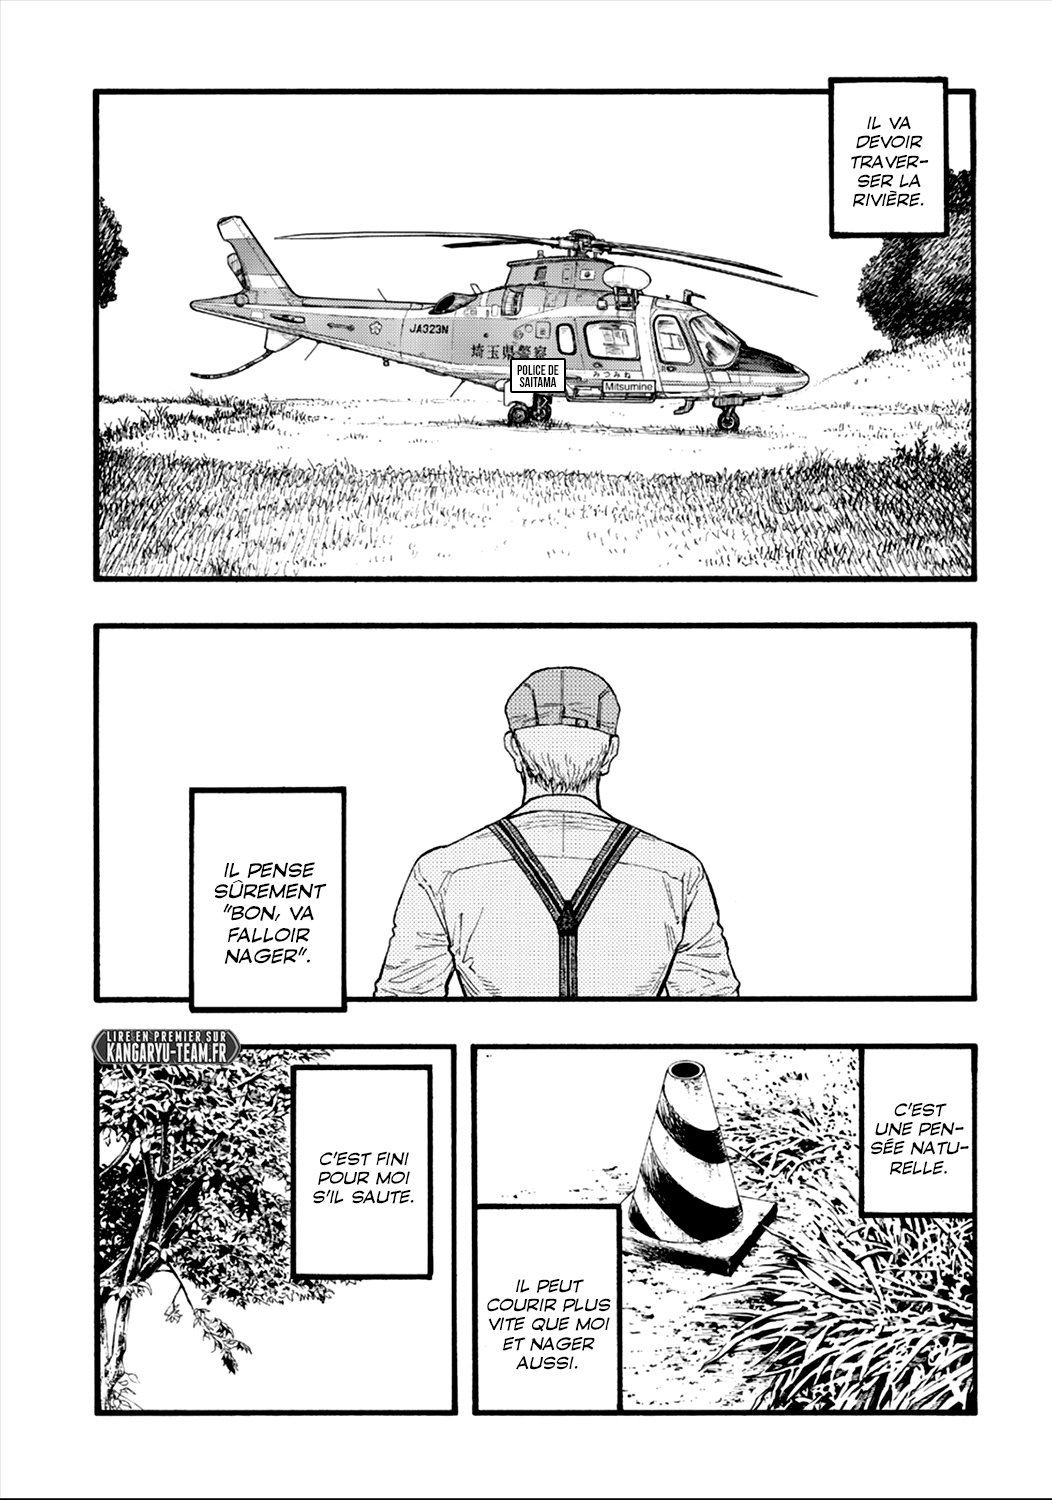 IL VA
DEVOIR
TRAVER-
SER LA
RIVIÈRE.
JA323N
埼玉県警察
POLICE DE
SAITAMA
みつみね
Mitsumine
IL PENSE
SÛREMENT
"BON, VA
FALLOIR
NAGER".
C'EST
UNE PEN-
SÉE NATU-
RELLE.
IL PEUT
COURIR PLUS
VITE QUE MOI
ET NAGER
AUSSI.
LIRE EN PREMIER SUR
KANGARYU-TEAM.FR
C'EST FINI
POUR MOI
S'IL SAUTE.